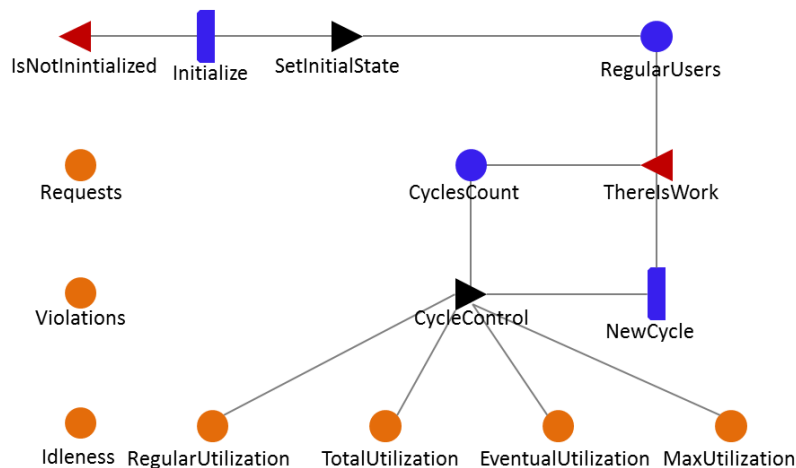 IsNotInintialized
Initialize
SetInitialState
RegularUsers
Requests
CyclesCount
ThereIsWork
Violations
CycleControl
NewCycle
Idleness
RegularUtilization
TotalUtilization
EventualUtilization
MaxUtilization